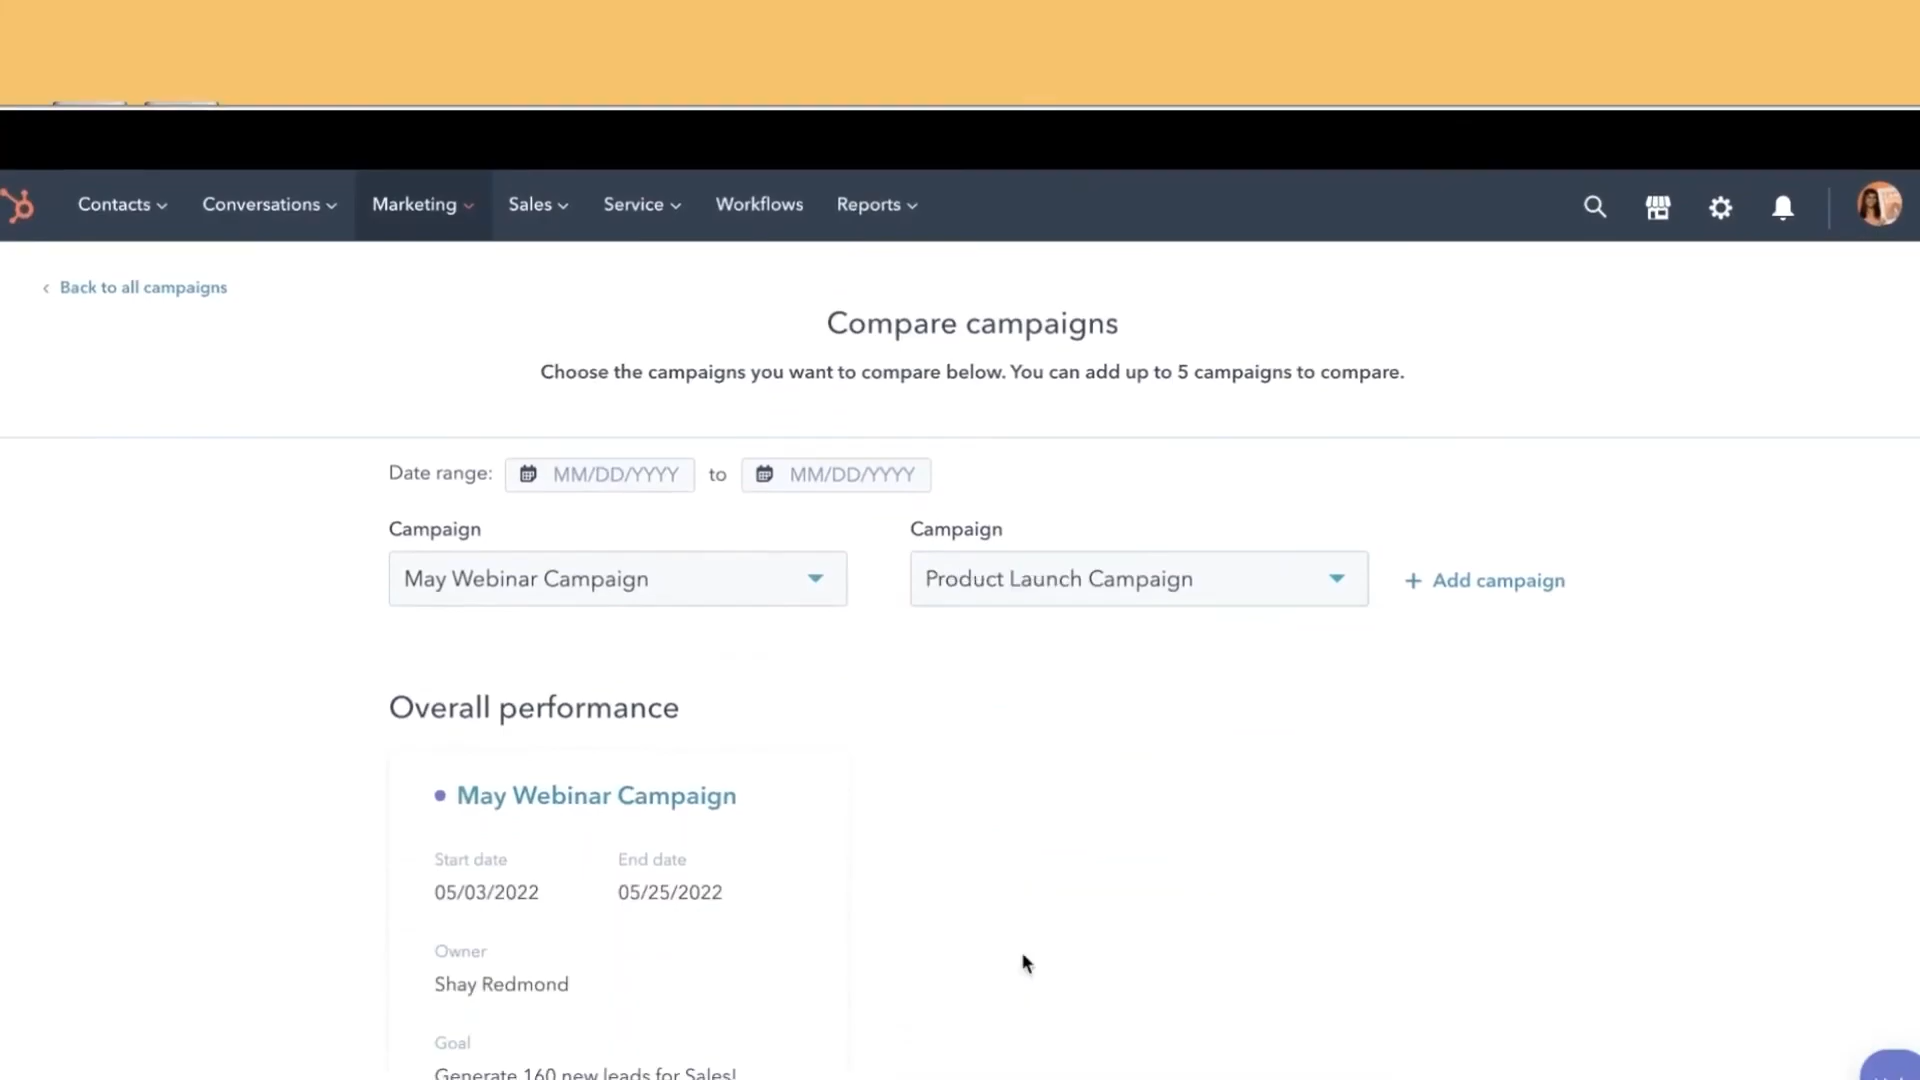 Contacts Conversations Marketing Sales Service Workflows Reports
Back to all campaigns
Compare campaigns
Choose the campaigns you want to compare below. You can add up to 5 campaigns to compare.
Date range: MM/DD/YYYY to MM/DD/YYYY
Campaign Campaign
May Webinar Campaign Product Launch Campaign + Add campaign
Overall performance
May Webinar Campaign
Start date End date
05/03/2022 05/25/2022
Owner
Shay Redmond
Goal
Generate 160 new leads for Sales!